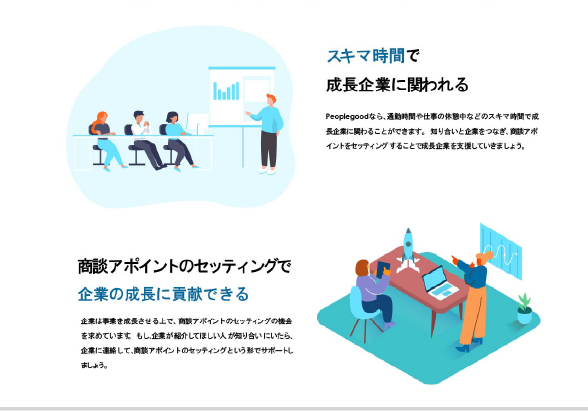 スキマ時間で
成長企業に関われる
Peoplegoodなら、通勤時間や仕事の休憩中などのスキマ時間で成
長企業に関わることができます。 知り合いと企業をつなぎ、商談アポ
イントをセッティングすることで成長企業を支援していきましょう。
商談アポイントのセッティングで
企業の成長に貢献できる
企業は事業を成長させる上で、商談アポイントのセッティングの機会
を求めています。もし、企業が紹介してほしい人が知り合いにいたら、
企業に連絡して、商談アポイントのセッティングという形でサポートし
ましょう。